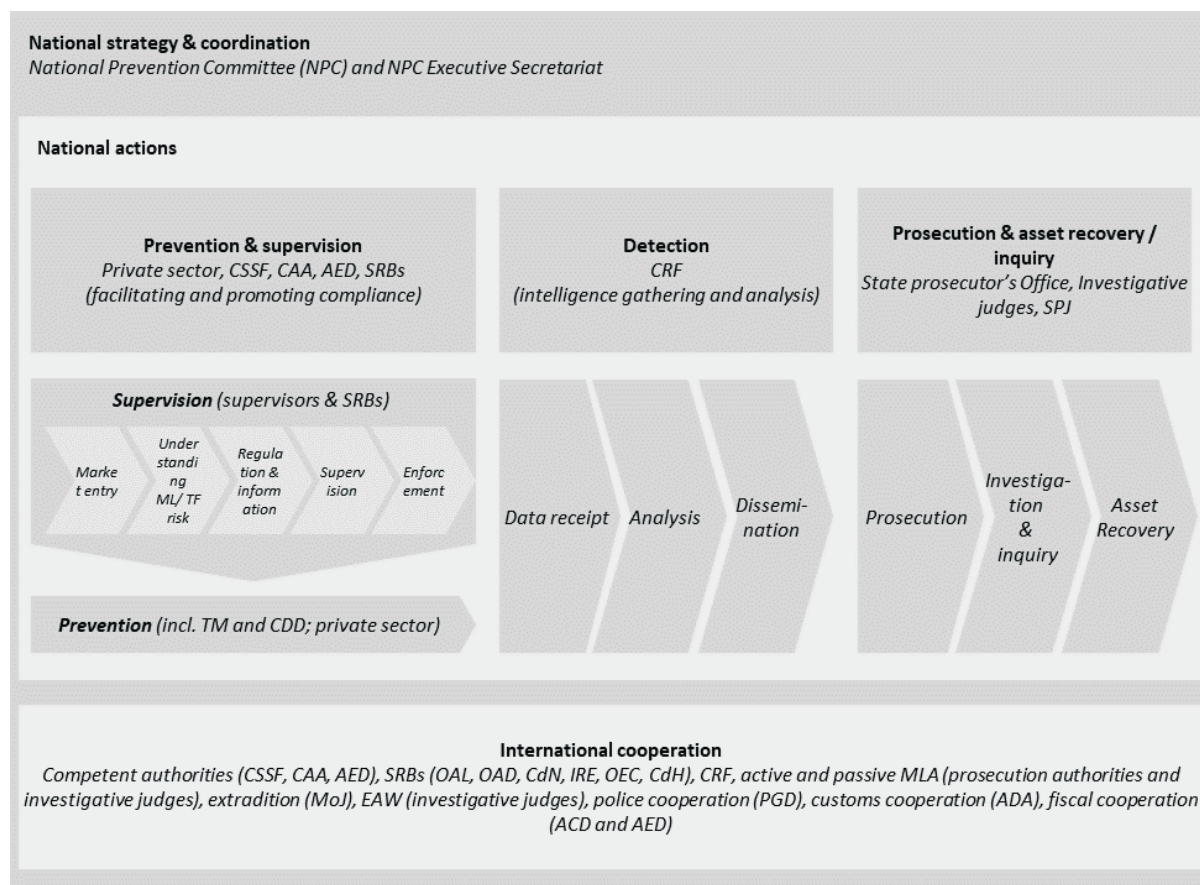 National strategy & coordination
National Prevention Committee (NPC) and NPC Executive Secretariat
National actions
Prevention & supervision
Private sector, CSSF, CAA, AED, SRBs
(facilitating and promoting compliance)
Detection
CRF
(intelligence gathering and analysis)
Prosecution & asset recovery /
inquiry
State prosecutor's Office, Investigative
judges, SPJ
Supervision (supervisors & SRBs)
Marke
t entry
Under
standi
ng
ML/ TF
risk
Regula
tion &
inform
ation
Superv
ision
Enforc
ement
Prevention (incl. TM and CDD; private sector)
Data receipt
Analysis
Dissemi-
nation
Prosecution
Investiga-
tion
&
inquiry
Asset
Recovery
International cooperation
Competent authorities (CSSF, CAA, AED), SRBs (OAL, OAD, CdN, IRE, OEC, CdH), CRF, active and passive MLA (prosecution authorities and
investigative judges), extradition (MoJ), EAW (investigative judges), police cooperation (PGD), customs cooperation (ADA), fiscal cooperation
(ACD and AED)